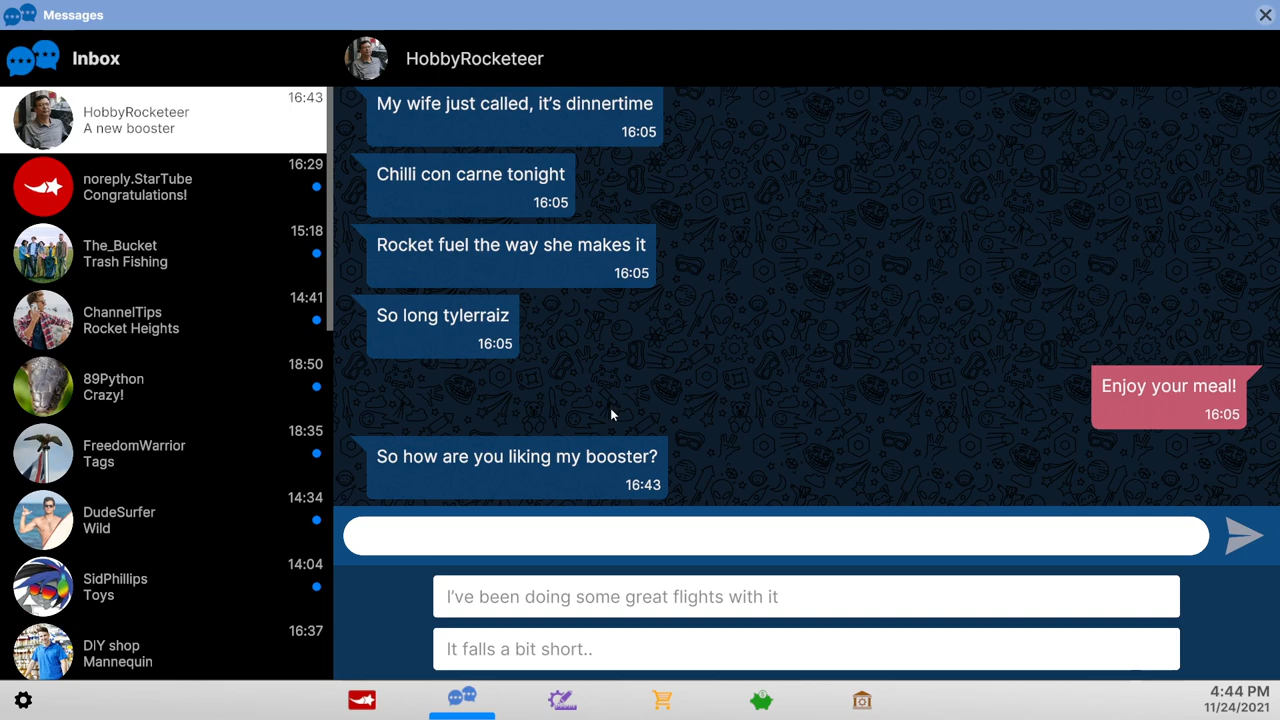 Messages
Inbox
HobbyRocketeer
16:43
A new booster
16:29
noreply.StarTube
Congratulations!
15:18
The_Bucket
Trash Fishing
14:41
ChannelTips
Rocket Heights
18:50
89Python
Crazy!
18:35
FreedomWarrior
Tags
14:34
DudeSurfer
Wild
14:04
SidPhillips
Toys
16:37
DIY shop
Mannequin
HobbyRocketeer
My wife just called, it's dinnertime
16:05
Chilli con carne tonight
16:05
Rocket fuel the way she makes it
16:05
So long tylerraiz
16:05
Enjoy your meal!
16:05
So how are you liking my booster?
16:43
I've been doing some great flights with it
It falls a bit short..
4:44 PM
11/24/2021